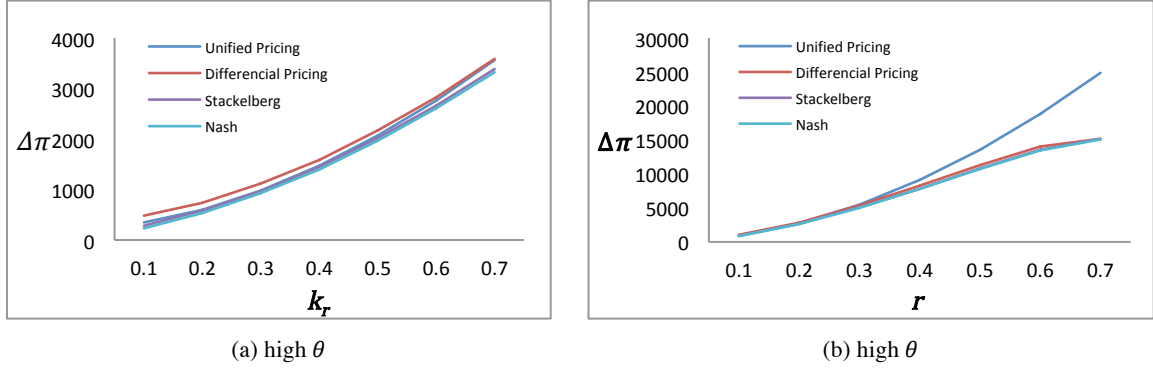 4000
3000
2000
1000
0
Δπ
Unified Pricing
Differencial Pricing
Stackelberg
Nash
0.1 0.2 0.3 0.4 0.5 0.6 0.7
k_r
(a) high θ
30000
25000
20000
15000
10000
5000
0
Δπ
Unified Pricing
Differencial Pricing
Stackelberg
Nash
0.1 0.2 0.3 0.4 0.5 0.6 0.7
r
(b) high θ